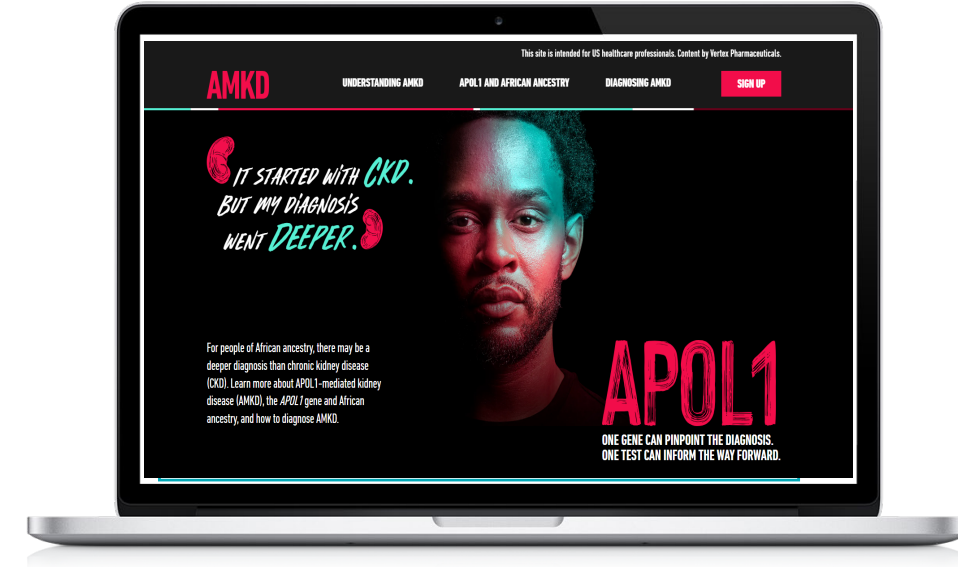 This site is intended for US healthcare professionals. Content by Vertex Pharmaceuticals.
AMKD
UNDERSTANDING AMKD
APOL1 AND AFRICAN ANCESTRY
DIAGNOSING AMKD
SIGN UP
IT STARTED WITH CKD.
BUT MY DIAGNOSIS
WENT DEEPER.
For people of African ancestry, there may be a
deeper diagnosis than chronic kidney disease
(CKD). Learn more about APOL1-mediated kidney
disease (AMKD), the APOL1 gene and African
ancestry, and how to diagnose AMKD.
APOL1
ONE GENE CAN PINPOINT THE DIAGNOSIS.
ONE TEST CAN INFORM THE WAY FORWARD.